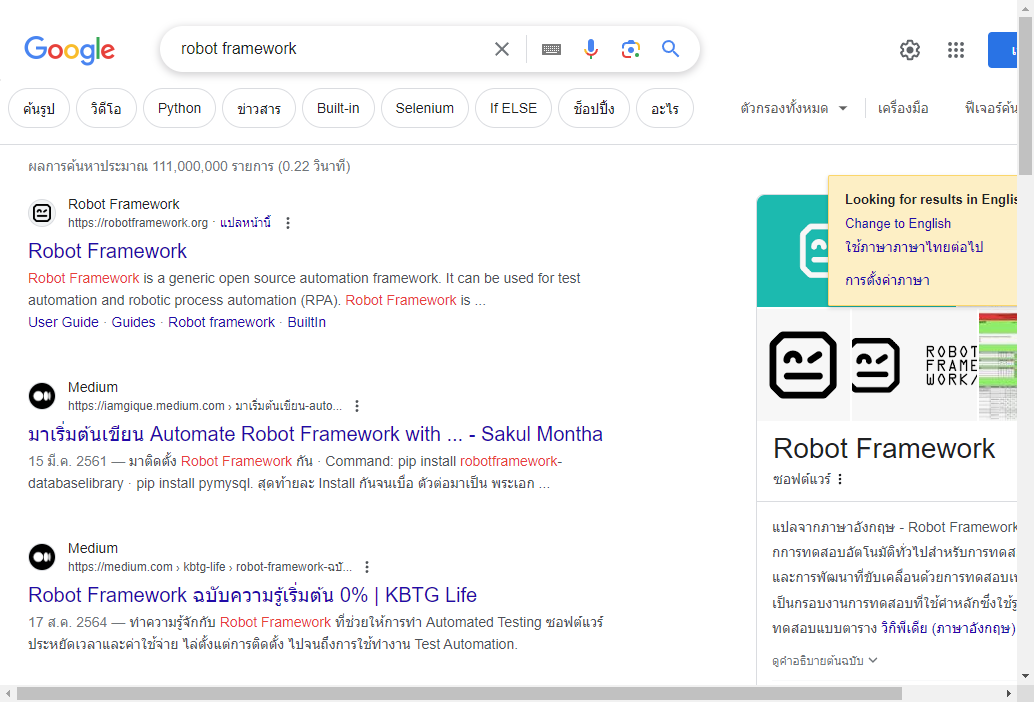 Google
robot framework
เ
ค้นรูป
วิดีโอ
Python
ข่าวสาร
Built-in
Selenium
If ELSE
ช็อปปิ้ง
อะไร
ตัวกรองทั้งหมด
เครื่องมือ
ฟีเจอร์ค้น
ผลการค้นหาประมาณ 111,000,000 รายการ (0.22 วินาที)
Robot Framework
https://robotframework.org · แปลหน้านี้
Robot Framework
Robot Framework is a generic open source automation framework. It can be used for test
automation and robotic process automation (RPA). Robot Framework is ...
User Guide · Guides · Robot framework · BuiltIn
Medium
https://iamgique.medium.com › มาเริ่มต้นเขียน-auto...
มาเริ่มต้นเขียน Automate Robot Framework with ... - Sakul Montha
15 มี.ค. 2561 — มาติดตั้ง Robot Framework กัน · Command: pip install robotframework-
databaselibrary · pip install pymysql. สุดท้ายละ Install กันจนเบื่อ ตัวต่อมาเป็น พระเอก ...
Medium
https://medium.com › kbtg-life › robot-framework-ฉบั...
Robot Framework ฉบับความรู้เริ่มต้น 0% | KBTG Life
17 ส.ค. 2564 — ทำความรู้จักกับ Robot Framework ที่ช่วยให้การทำ Automated Testing ซอฟต์แวร์
ประหยัดเวลาและค่าใช้จ่าย ไล่ตั้งแต่การติดตั้ง ไปจนถึงการใช้ทำงาน Test Automation.
Looking for results in Englis
Change to English
ใช้ภาษาภาษาไทยต่อไป
การตั้งค่าภาษา
ROBOT
FRAME
WORK/
Robot Framework
ซอฟต์แวร์
แปลจากภาษาอังกฤษ - Robot Framework
กการทดสอบอัตโนมัติทั่วไปสำหรับการทดส
และการพัฒนาที่ขับเคลื่อนด้วยการทดสอบเ
เป็นกรอบงานการทดสอบที่ใช้คำหลักซึ่งใช้รู
ทดสอบแบบตาราง วิกิพีเดีย (ภาษาอังกฤษ)
ดูคำอธิบายต้นฉบับ